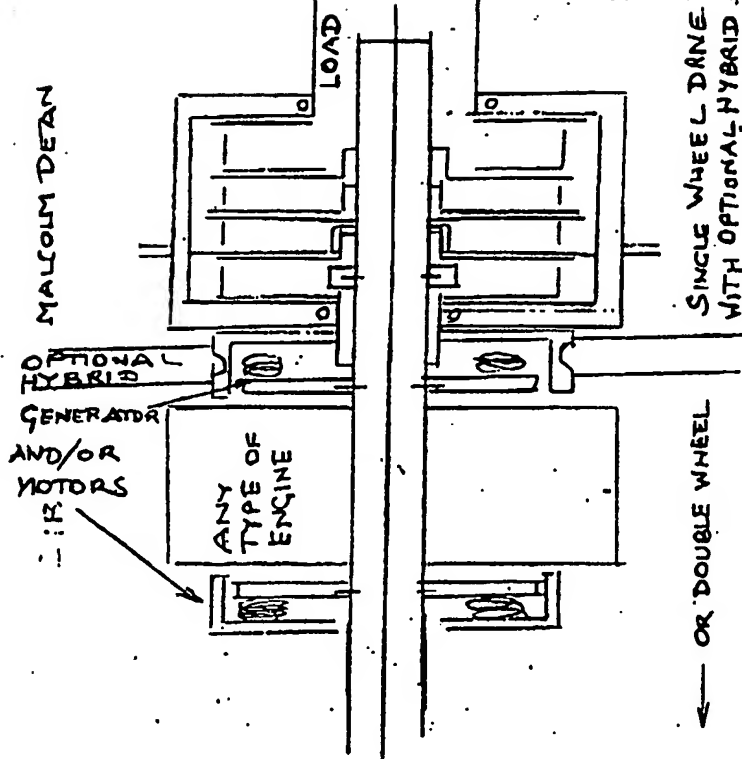 MALCOLM DEAN
LOAD
OPTIONAL
HYBRID
GENERATOR
AND/OR
MOTORS
ANY
TYPE OF
ENGINE
SINGLE WHEEL DRIVE
WITH OPTIONAL HYBRID.
OR DOUBLE WHEEL